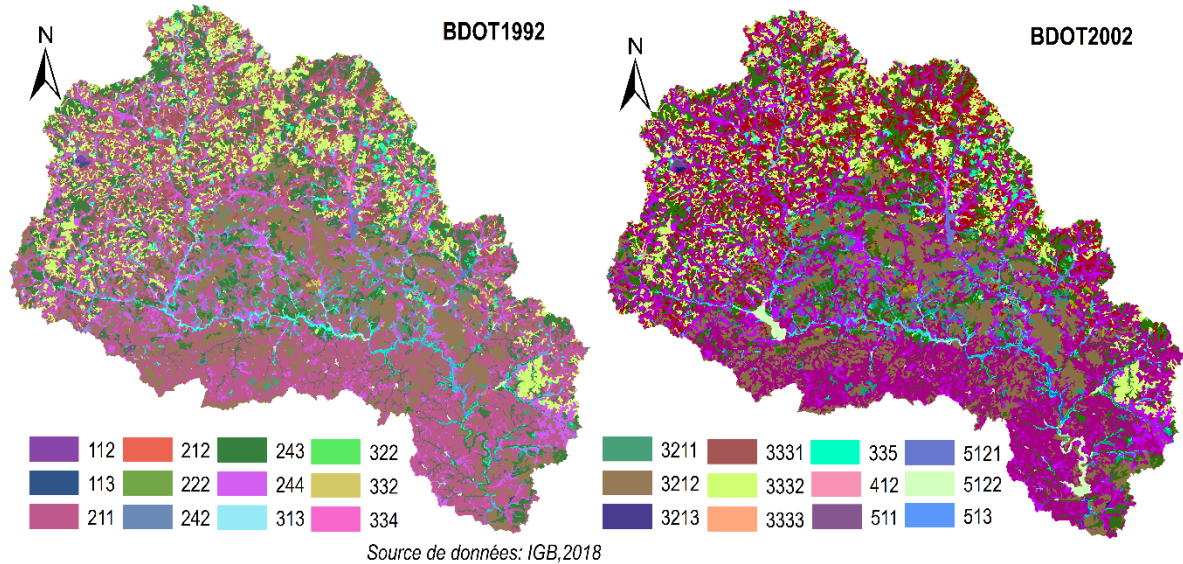 BDOT1992
BDOT2002
N
N
112 212 243 322
113 222 244 332
211 242 313 334
3211 3331 335 5121
3212 3332 412 5122
3213 3333 511 513
Source de données: IGB,2018